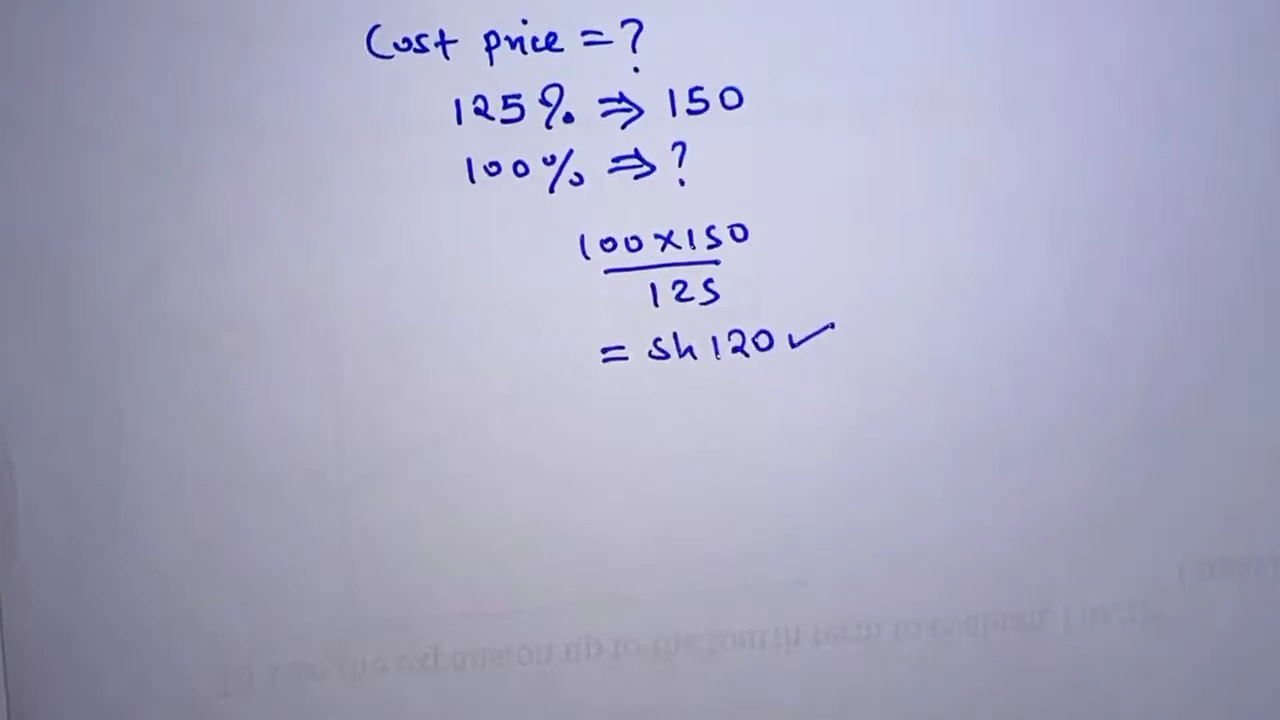 Cost price = ?
125% ⇒ 150
100% ⇒ ?
100×150
125
= Sh 120 ✓